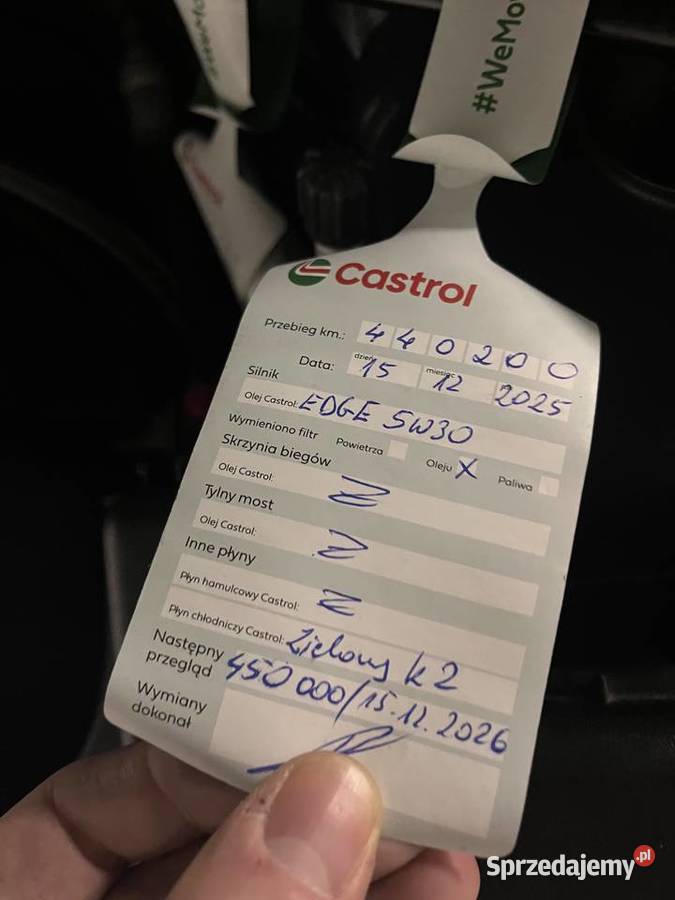 #WeMo
Castrol
Castrol
Przebieg km.: 440200
Data: dzień 15 miesiąc 12 2025
Silnik
Olej Castrol: EDGE 5W30
Wymieniono filtr Powietrza Oleju X Paliwa
Skrzynia biegów
Olej Castrol: Z
Tylny most
Olej Castrol: Z
Inne płyny
Płyn hamulcowy Castrol: Z
Płyn chłodniczy Castrol: Zielony K2
Następny przegląd 450 000/15.12.2026
Wymiany dokonał
Sprzedajemy.pl